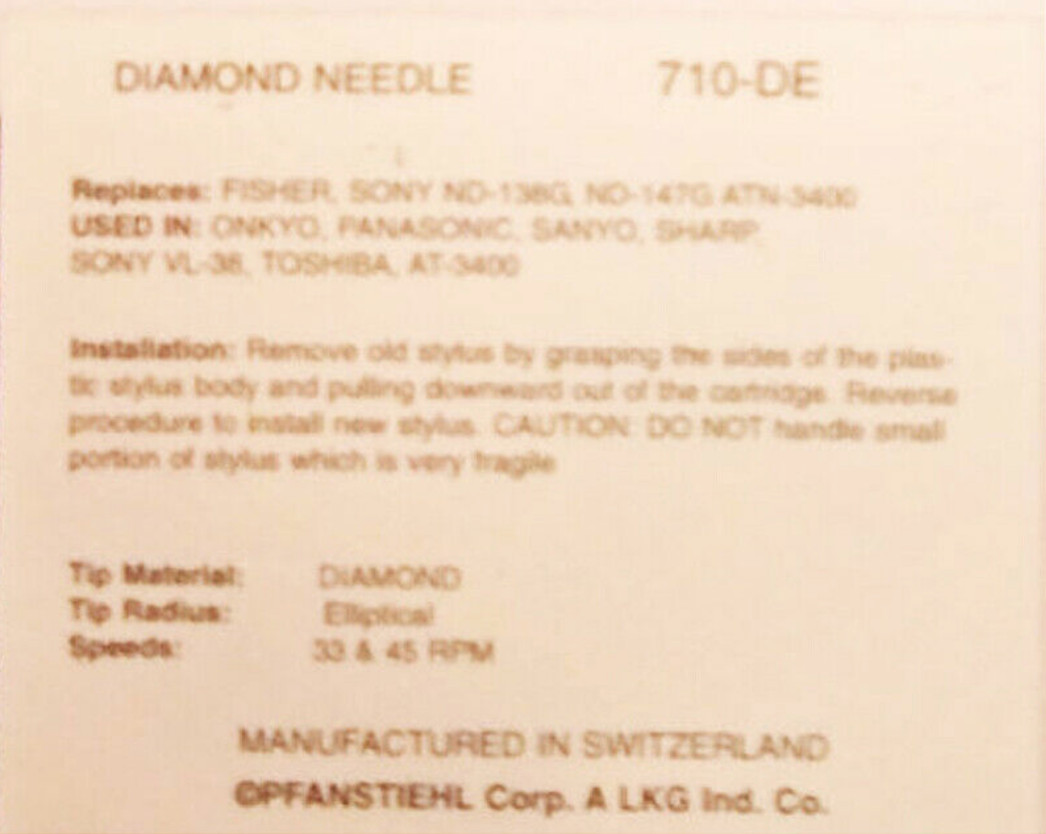 DIAMOND NEEDLE 710-DE
Replaces: FISHER, SONY ND-138G, ND-147G ATN-3400
USED IN: ONKYO, PANASONIC, SANYO, SHARP,
SONY VL-38, TOSHIBA, AT-3400
Installation: Remove old stylus by grasping the sides of the plas-
tic stylus body and pulling downward out of the cartridge. Reverse
procedure to install new stylus. CAUTION: DO NOT handle small
portion of stylus which is very fragile
Tip Material: DIAMOND
Tip Radius: Elliptical
Speeds: 33 & 45 RPM
MANUFACTURED IN SWITZERLAND
©PFANSTIEHL Corp. A LKG Ind. Co.